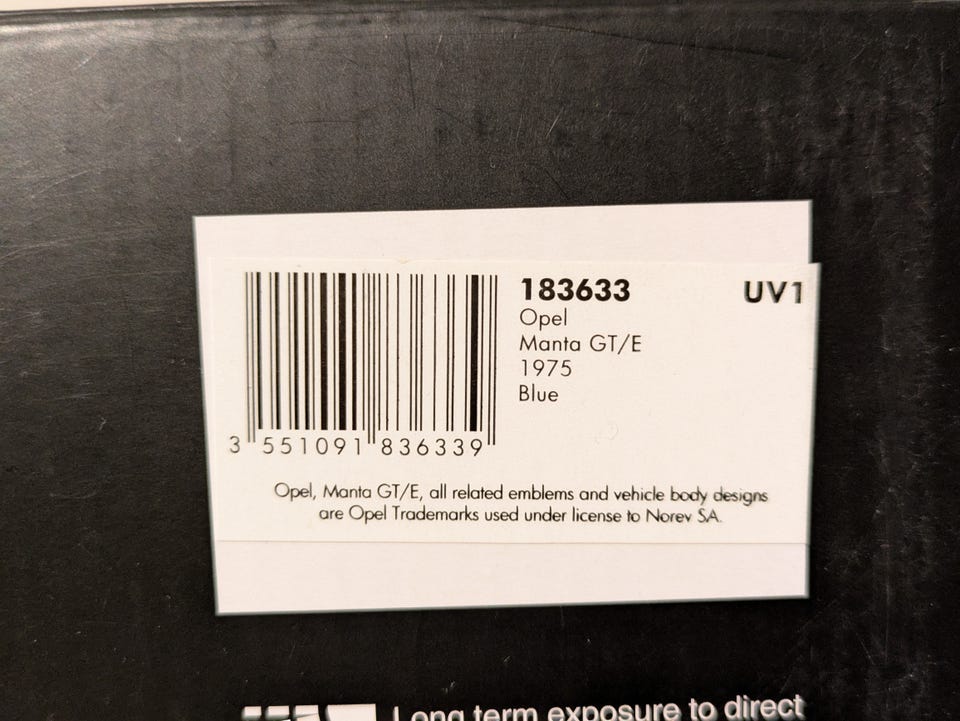 183633
UV1
Opel
Manta GT/E
1975
Blue
3 551091 836339
Opel, Manta GT/E, all related emblems and vehicle body designs
are Opel Trademarks used under license to Norev SA.
Long term exposure to direct